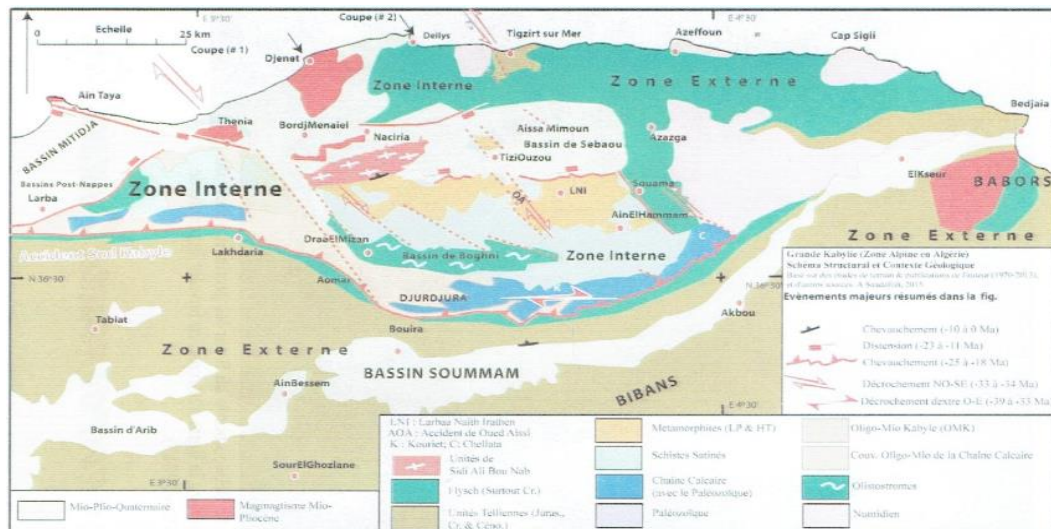 Echelle
0 25 km
E 3°30'
Coupe (# 1)
Coupe (# 2)
Dellys
Tigzirt sur Mer
Azeffoun
E 4°30'
Cap Sigli
Djenet
Zone Interne
Zone Externe
Ain Taya
BASSIN MITIDJA
Thenia
BordjMenaiel
Naciria
Aissa Mimoun
Bassin de Sebaou
TiziOuzou
Azazga
Bedjaia
ElKseur
BABORS
Zone Externe
Bassins Post-Nappes
Larba
Zone Interne
OA
LNI
Souama
AinElHammam
C
Accident Sud Kabyle
Lakhdaria
DraaElMizan
Bassin de Boghni
Zone Interne
N 36°30'
Aomar
DJURDJURA
Akbou
N 36°30'
Tablat
Bouira
Zone Externe
BASSIN SOUMMAM
BIBANS
AinBessem
Bassin d'Arib
SourElGhozlane
E 3°30'
E 4°30'
Grande Kabylie (Zone Alpine en Algérie)
Schéma Structural et Contexte Géologique
Evènements majeurs résumés dans la fig.
Chevauchement (-10 à 0 Ma)
Distension (-23 à -11 Ma)
Chevauchement (-25 à -18 Ma)
Décrochement NO-SE (-33 à -34 Ma)
Décrochement dextre O-E (-39 à -33 Ma)
LNI : Larbaa Naith Irathen
AOA : Accident de Oued Aissi
K : Kouriet; C: Chellata
Unités de
Sidi Ali Bou Nab
Flysch (Surtout Cr.)
Unités Telliennes (Juras.,
Cr. & Céno.)
Metamorphites (LP & HT)
Schistes Satinés
Chaîne Calcaire
(avec le Paléozoïque)
Paléozoïque
Oligo-Mio Kabyle (OMK)
Couv. Oligo-Mio de la Chaîne Calcaire
Olistostromes
Numidien
Mio-Plio-Quaternaire
Magmagtisme Mio-
Pliocène